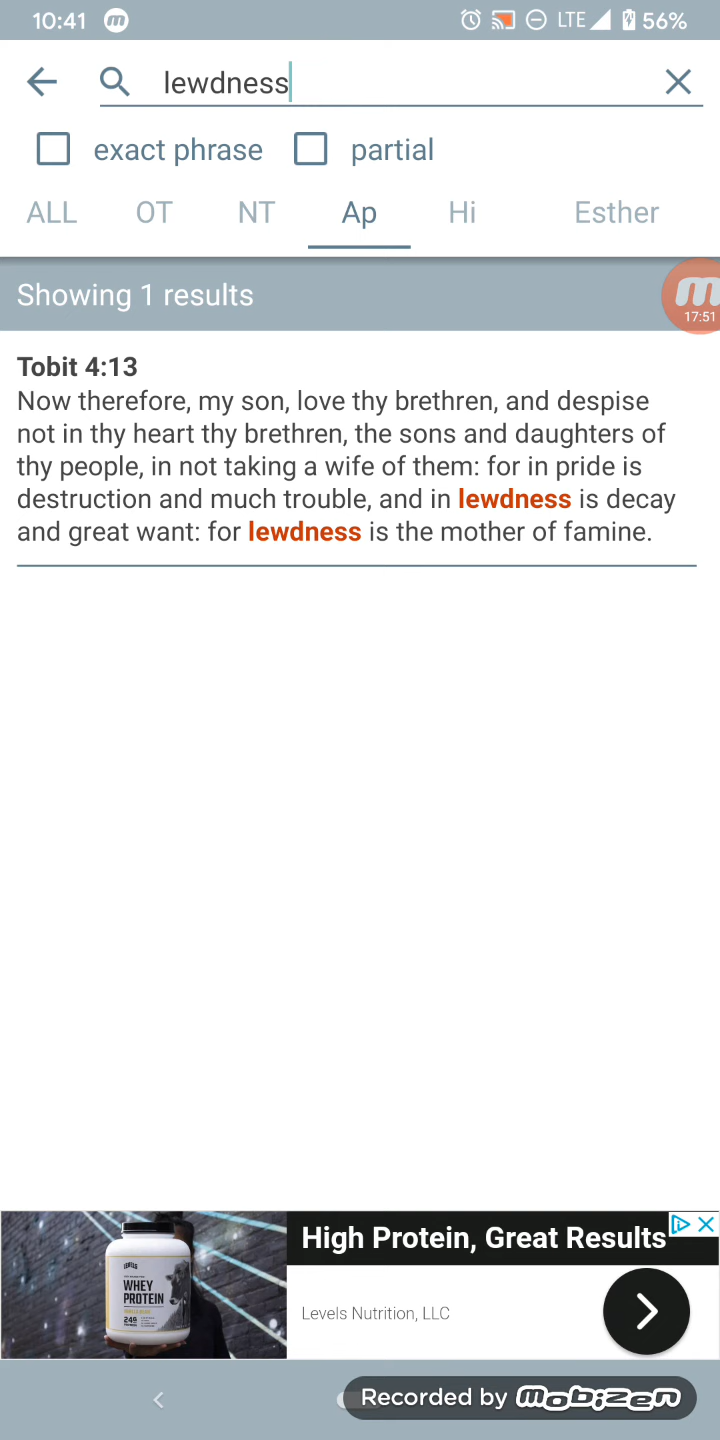 10:41 m LTE 56%
lewdness
exact phrase partial
ALL OT NT Ap Hi Esther
Showing 1 results
17:51
Tobit 4:13
Now therefore, my son, love thy brethren, and despise
not in thy heart thy brethren, the sons and daughters of
thy people, in not taking a wife of them: for in pride is
destruction and much trouble, and in lewdness is decay
and great want: for lewdness is the mother of famine.
High Protein, Great Results
LEVELS
WHEY
PROTEIN
24g
Levels Nutrition, LLC
Recorded by mobizen